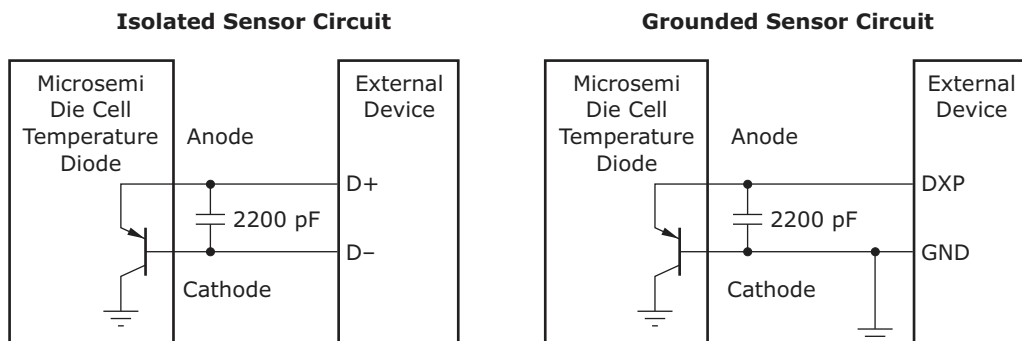 Isolated Sensor Circuit
Microsemi
Die Cell
Temperature
Diode
Anode
External
Device
D+
2200 pF
D–
Cathode
Grounded Sensor Circuit
Microsemi
Die Cell
Temperature
Diode
Anode
External
Device
DXP
2200 pF
GND
Cathode